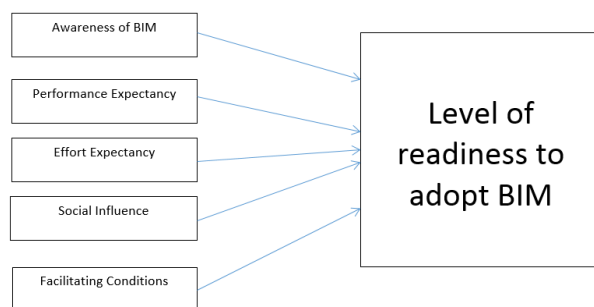 Awareness of BIM
Performance Expectancy
Effort Expectancy
Social Influence
Facilitating Conditions
Level of
readiness to
adopt BIM